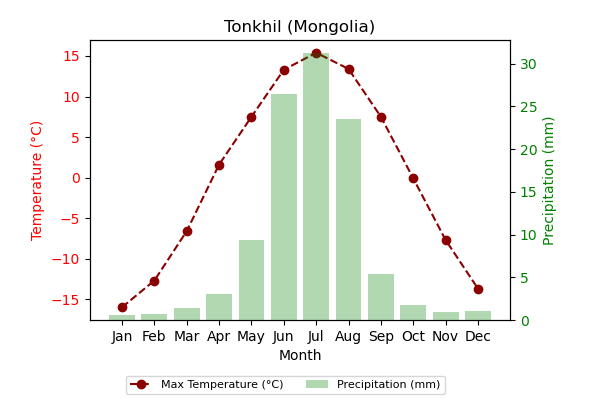 Tonkhil (Mongolia)
15
10
5
0
−5
−10
−15
Temperature (°C)
30
25
20
15
10
5
0
Precipitation (mm)
Jan Feb Mar Apr May Jun Jul Aug Sep Oct Nov Dec
Month
Max Temperature (°C) Precipitation (mm)